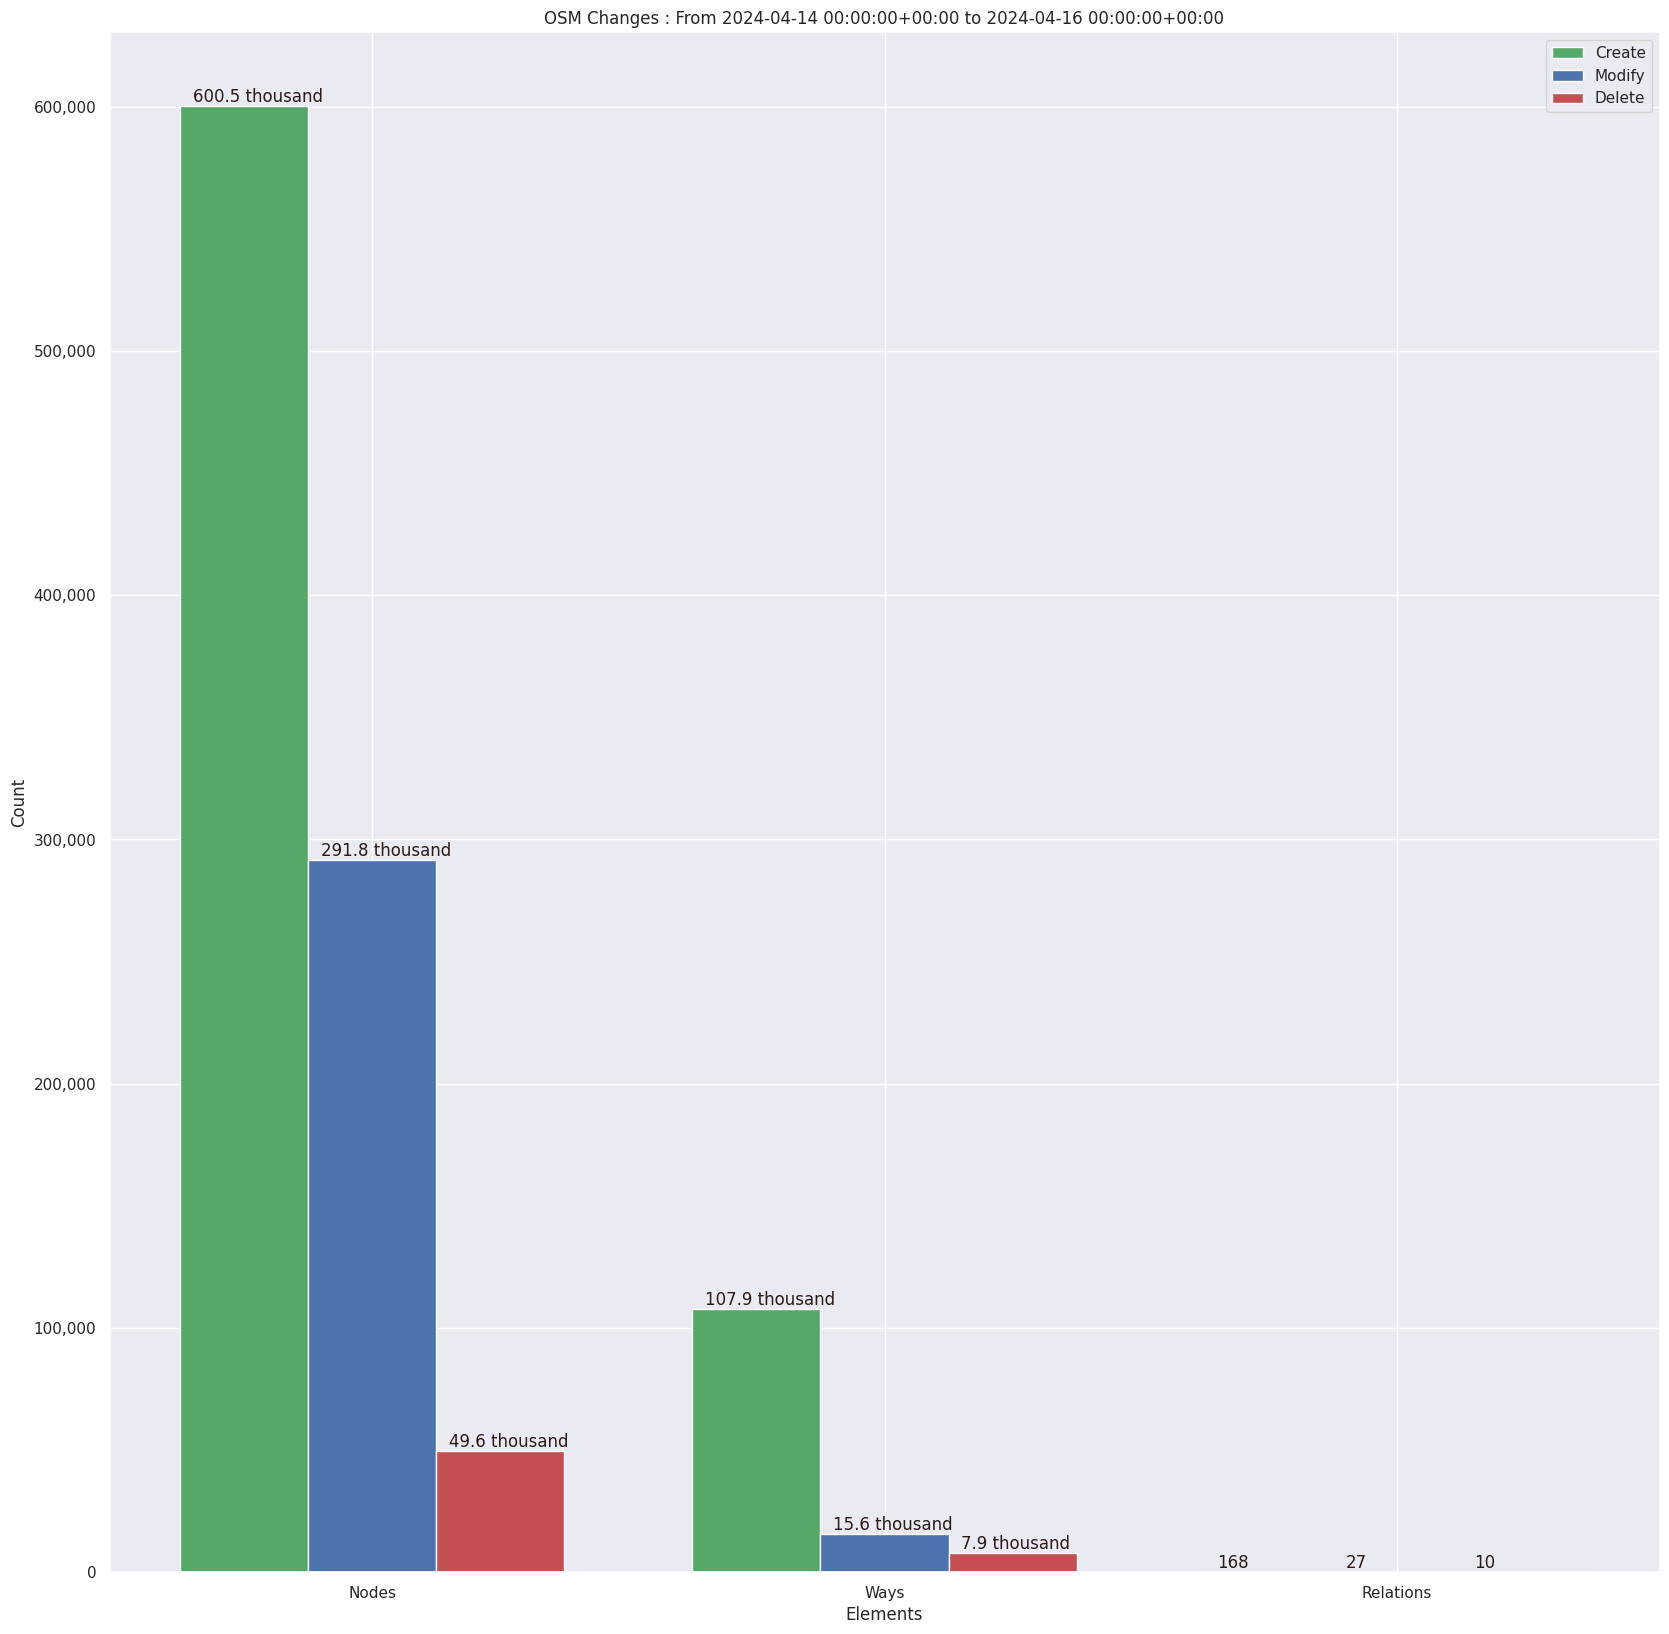 OSM Changes : From 2024-04-14 00:00:00+00:00 to 2024-04-16 00:00:00+00:00
Create
Modify
Delete
600.5 thousand
291.8 thousand
49.6 thousand
107.9 thousand
15.6 thousand
7.9 thousand
168
27
10
600,000
500,000
400,000
300,000
200,000
100,000
0
Count
Nodes
Ways
Relations
Elements